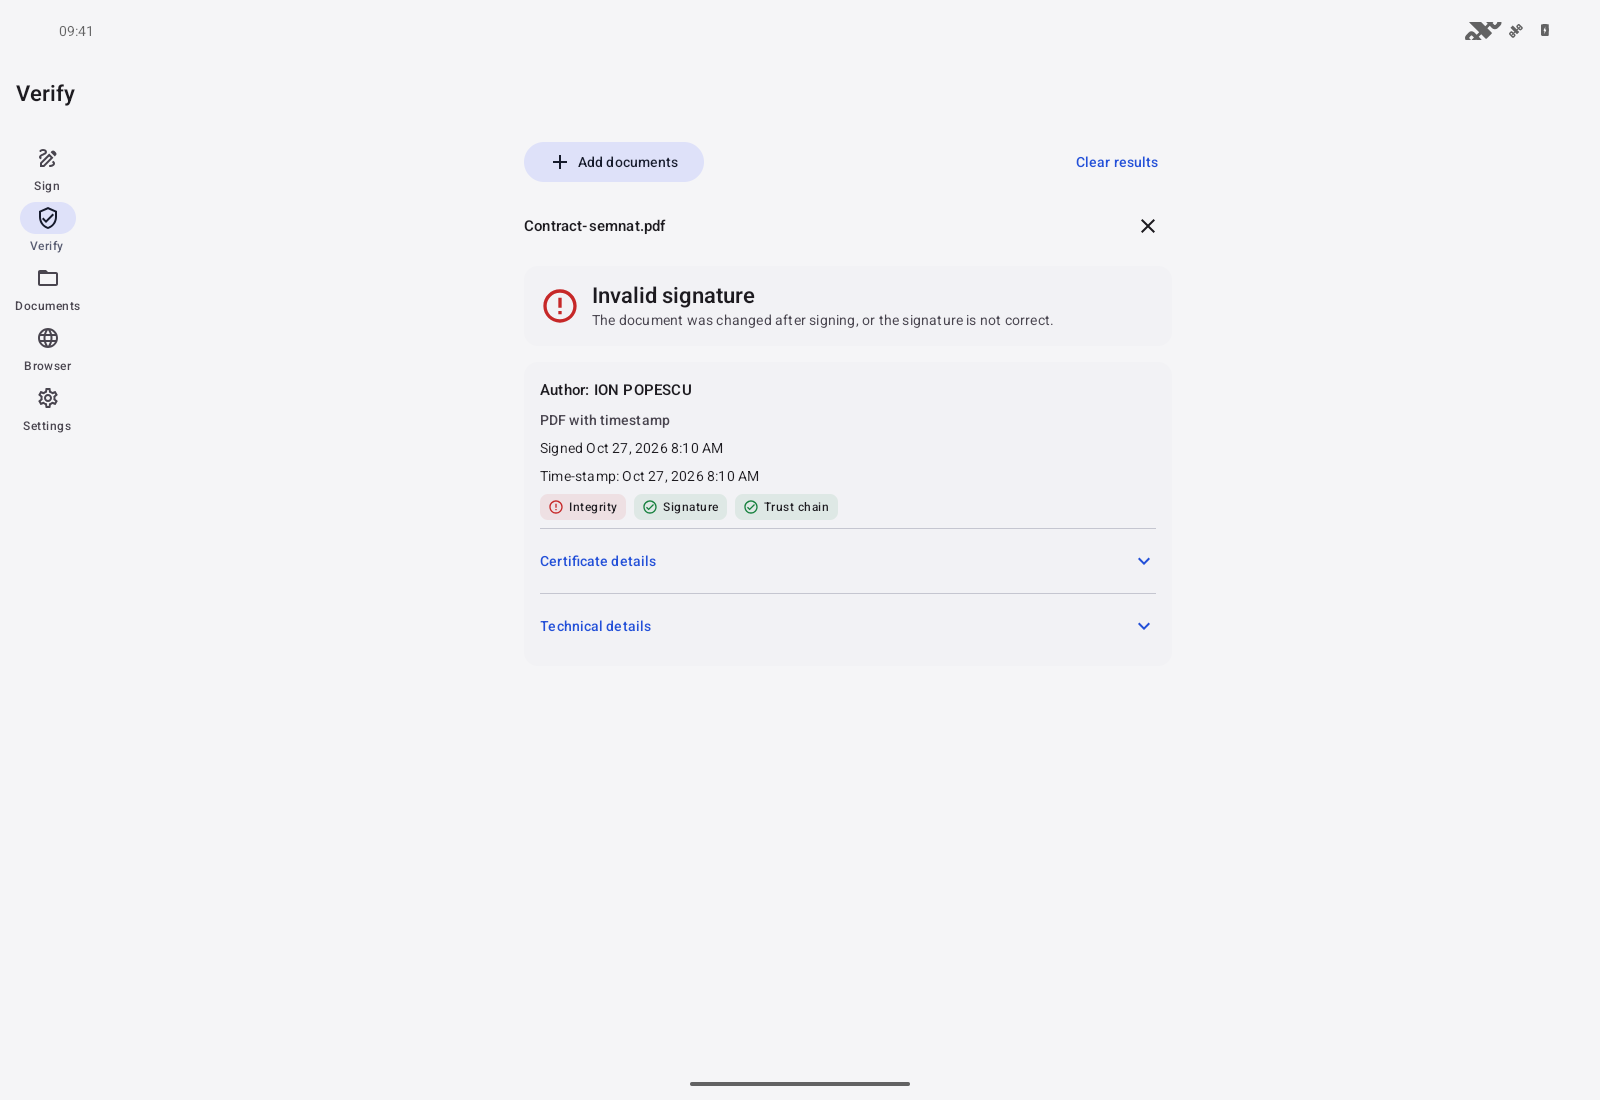 09:41
Verify
Sign
Verify
Documents
Browser
Settings
Add documents
Clear results
Contract-semnat.pdf
Invalid signature
The document was changed after signing, or the signature is not correct.
Author: ION POPESCU
PDF with timestamp
Signed Oct 27, 2026 8:10 AM
Time-stamp: Oct 27, 2026 8:10 AM
Integrity Signature Trust chain
Certificate details
Technical details